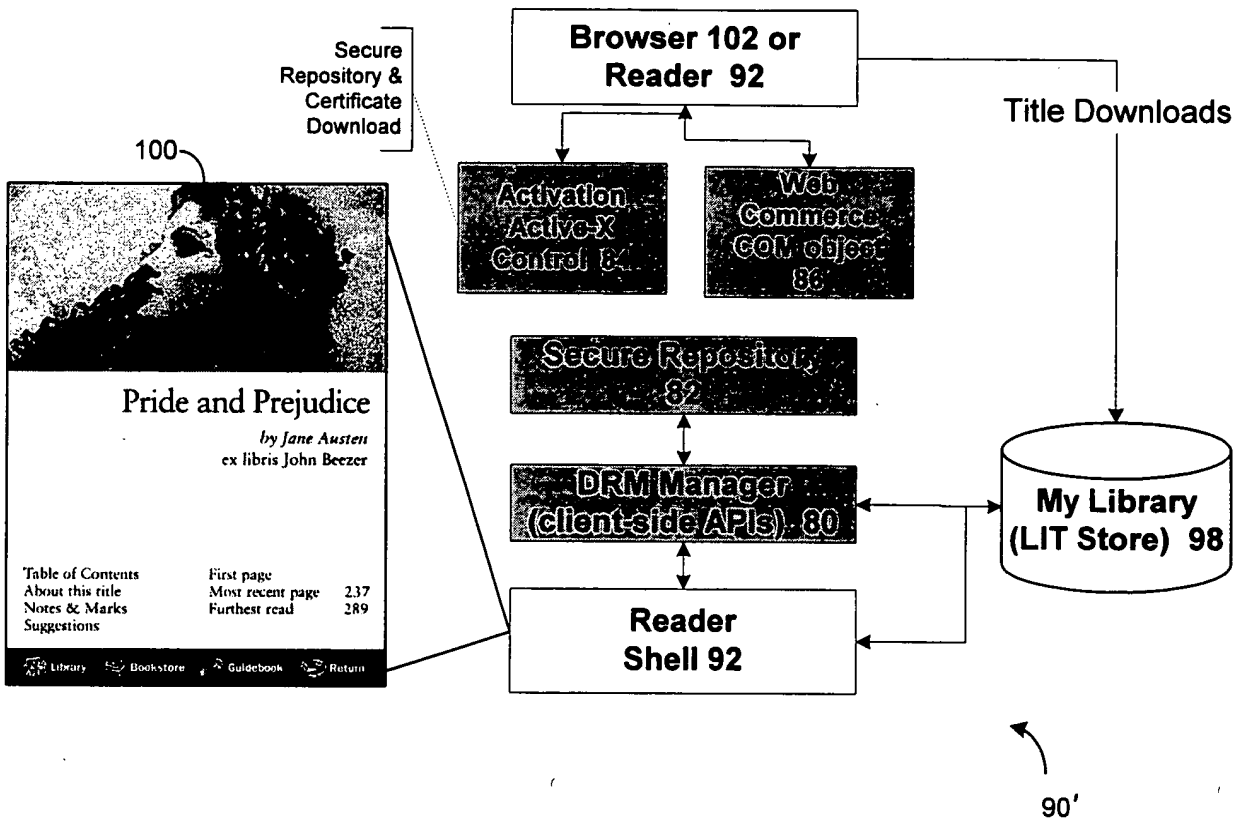 Browser 102 or
Reader 92
Secure
Repository &
Certificate
Download
Title Downloads
100
Activation
Active-X
Control 84
Web
Commerce
COM object
86
Secure Repository
82
Pride and Prejudice
by Jane Austen
ex libris John Beezer
DRM Manager
(client-side APIs) 80
My Library
(LIT Store) 98
Table of Contents
About this title
Notes & Marks
Suggestions
First page
Most recent page 237
Furthest read 289
Reader
Shell 92
Library Bookstore Guidebook Return
90'